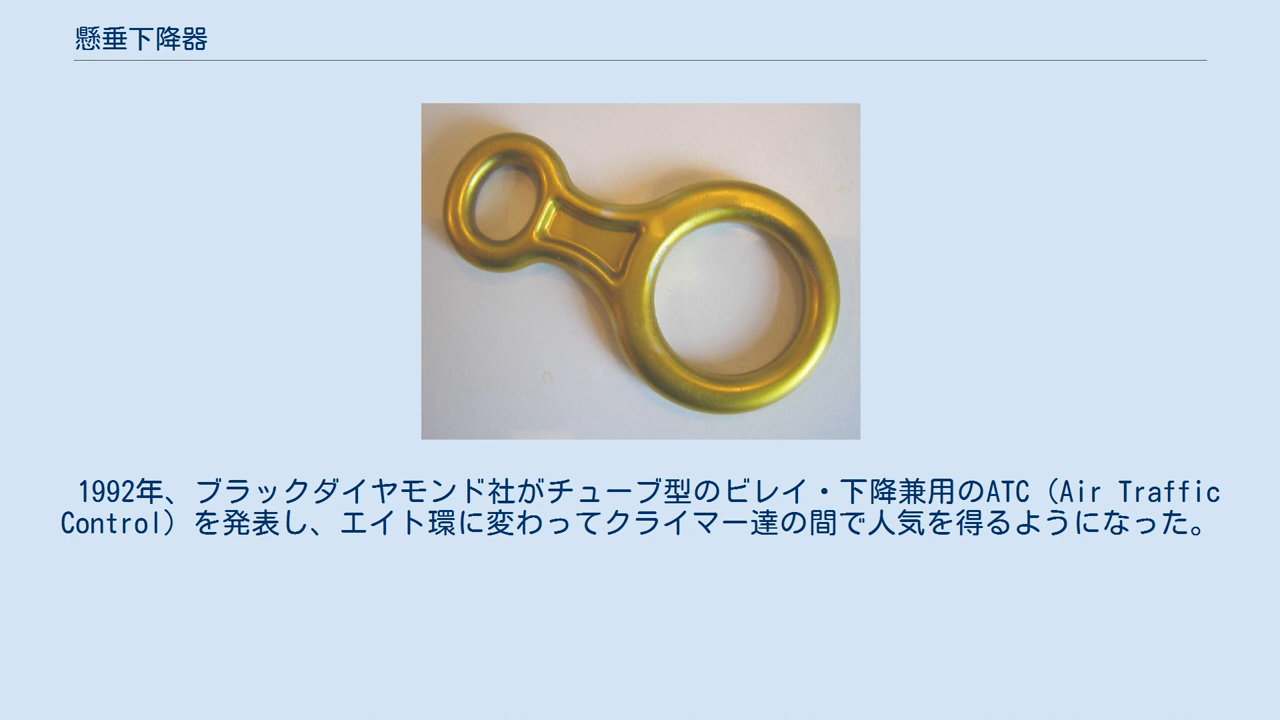 懸垂下降器
1992年、ブラックダイヤモンド社がチューブ型のビレイ・下降兼用のATC（Air Traffic
Control）を発表し、エイト環に変わってクライマー達の間で人気を得るようになった。